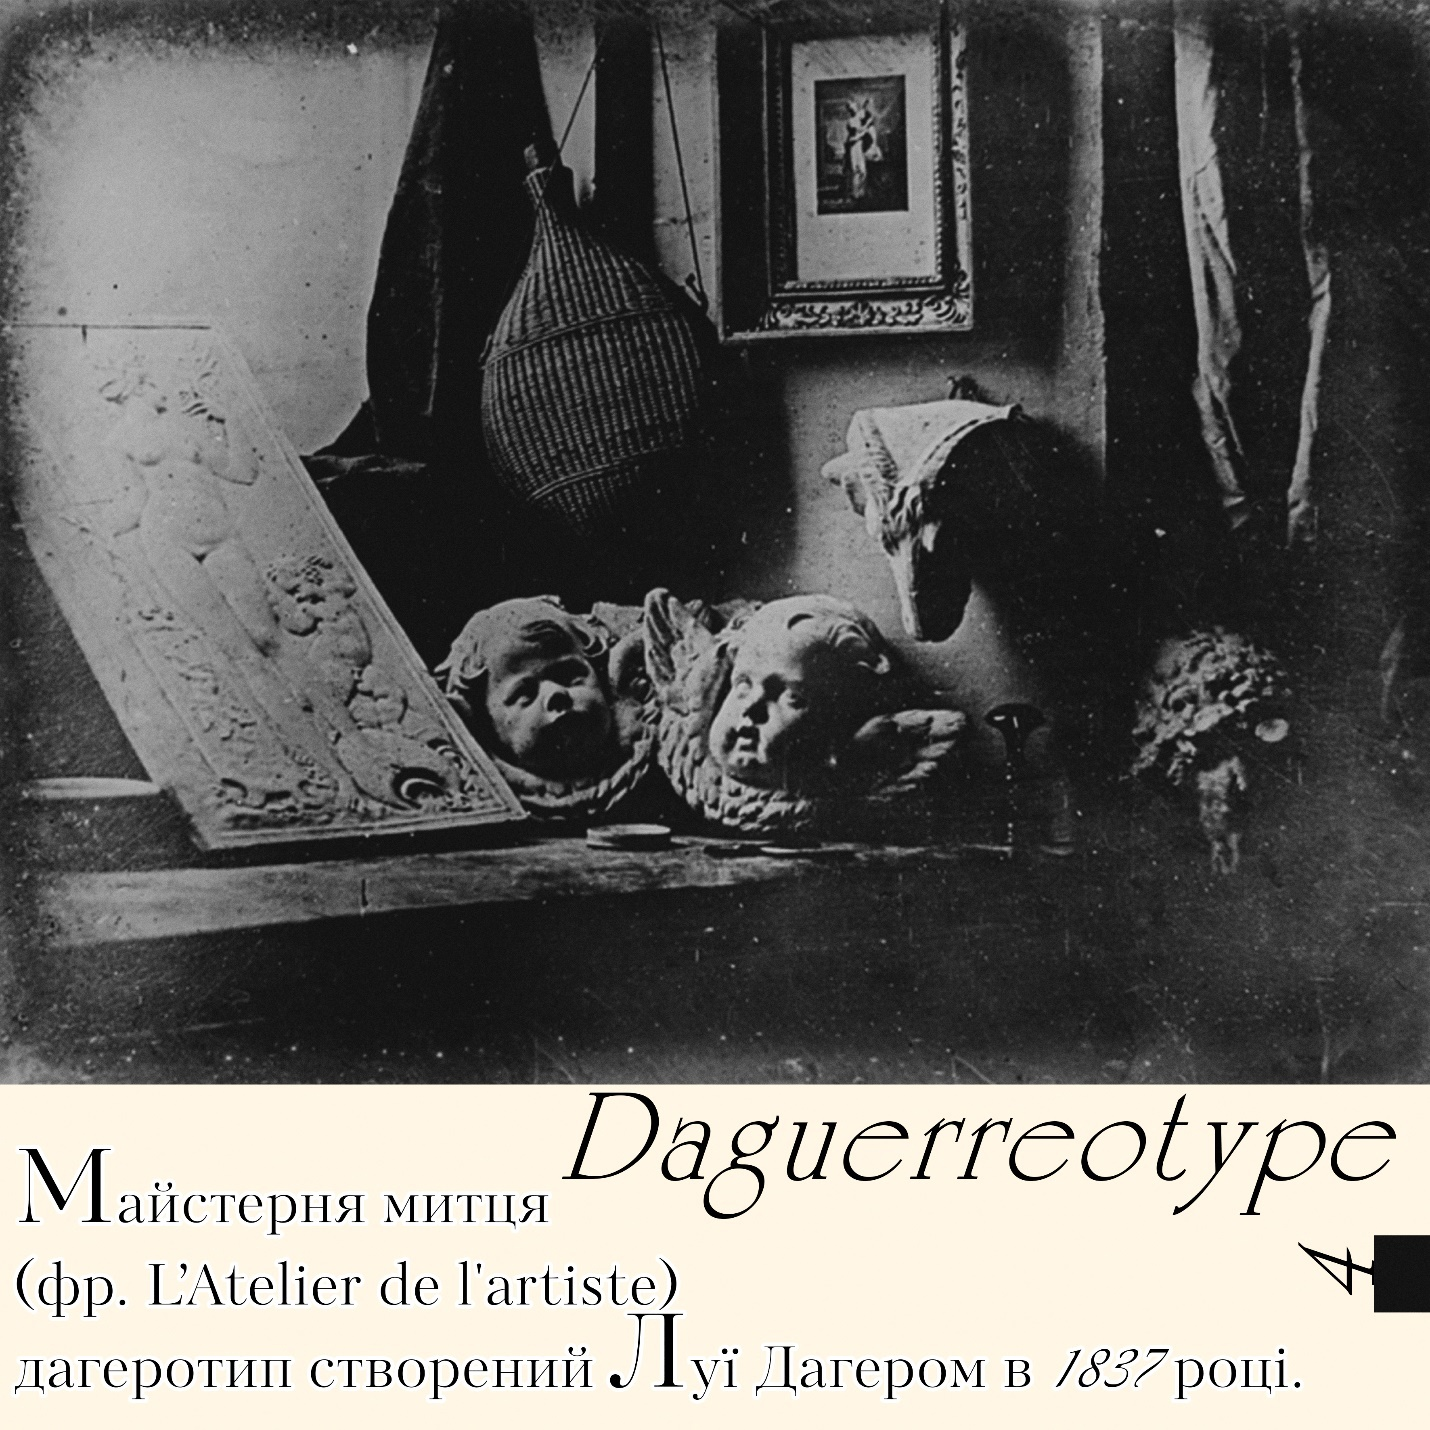 Daguerreotype
Майстерня митця
(фр. L’Atelier de l'artiste)
4
дагеротип створений Луї Дагером в 1837 році.